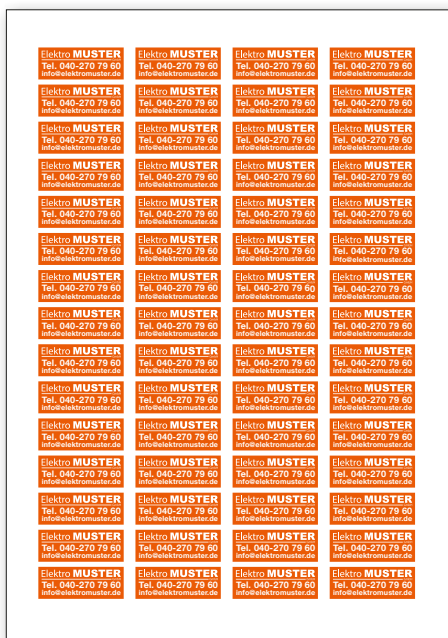 Elektro MUSTER Elektro MUSTER Elektro MUSTER Elektro MUSTER
Tel. 040-270 79 60 Tel. 040-270 79 60 Tel. 040-270 79 60 Tel. 040-270 79 60
info@elektromuster.de info@elektromuster.de info@elektromuster.de info@elektromuster.de
Elektro MUSTER Elektro MUSTER Elektro MUSTER Elektro MUSTER
Tel. 040-270 79 60 Tel. 040-270 79 60 Tel. 040-270 79 60 Tel. 040-270 79 60
info@elektromuster.de info@elektromuster.de info@elektromuster.de info@elektromuster.de
Elektro MUSTER Elektro MUSTER Elektro MUSTER Elektro MUSTER
Tel. 040-270 79 60 Tel. 040-270 79 60 Tel. 040-270 79 60 Tel. 040-270 79 60
info@elektromuster.de info@elektromuster.de info@elektromuster.de info@elektromuster.de
Elektro MUSTER Elektro MUSTER Elektro MUSTER Elektro MUSTER
Tel. 040-270 79 60 Tel. 040-270 79 60 Tel. 040-270 79 60 Tel. 040-270 79 60
info@elektromuster.de info@elektromuster.de info@elektromuster.de info@elektromuster.de
Elektro MUSTER Elektro MUSTER Elektro MUSTER Elektro MUSTER
Tel. 040-270 79 60 Tel. 040-270 79 60 Tel. 040-270 79 60 Tel. 040-270 79 60
info@elektromuster.de info@elektromuster.de info@elektromuster.de info@elektromuster.de
Elektro MUSTER Elektro MUSTER Elektro MUSTER Elektro MUSTER
Tel. 040-270 79 60 Tel. 040-270 79 60 Tel. 040-270 79 60 Tel. 040-270 79 60
info@elektromuster.de info@elektromuster.de info@elektromuster.de info@elektromuster.de
Elektro MUSTER Elektro MUSTER Elektro MUSTER Elektro MUSTER
Tel. 040-270 79 60 Tel. 040-270 79 60 Tel. 040-270 79 60 Tel. 040-270 79 60
info@elektromuster.de info@elektromuster.de info@elektromuster.de info@elektromuster.de
Elektro MUSTER Elektro MUSTER Elektro MUSTER Elektro MUSTER
Tel. 040-270 79 60 Tel. 040-270 79 60 Tel. 040-270 79 60 Tel. 040-270 79 60
info@elektromuster.de info@elektromuster.de info@elektromuster.de info@elektromuster.de
Elektro MUSTER Elektro MUSTER Elektro MUSTER Elektro MUSTER
Tel. 040-270 79 60 Tel. 040-270 79 60 Tel. 040-270 79 60 Tel. 040-270 79 60
info@elektromuster.de info@elektromuster.de info@elektromuster.de info@elektromuster.de
Elektro MUSTER Elektro MUSTER Elektro MUSTER Elektro MUSTER
Tel. 040-270 79 60 Tel. 040-270 79 60 Tel. 040-270 79 60 Tel. 040-270 79 60
info@elektromuster.de info@elektromuster.de info@elektromuster.de info@elektromuster.de
Elektro MUSTER Elektro MUSTER Elektro MUSTER Elektro MUSTER
Tel. 040-270 79 60 Tel. 040-270 79 60 Tel. 040-270 79 60 Tel. 040-270 79 60
info@elektromuster.de info@elektromuster.de info@elektromuster.de info@elektromuster.de
Elektro MUSTER Elektro MUSTER Elektro MUSTER Elektro MUSTER
Tel. 040-270 79 60 Tel. 040-270 79 60 Tel. 040-270 79 60 Tel. 040-270 79 60
info@elektromuster.de info@elektromuster.de info@elektromuster.de info@elektromuster.de
Elektro MUSTER Elektro MUSTER Elektro MUSTER Elektro MUSTER
Tel. 040-270 79 60 Tel. 040-270 79 60 Tel. 040-270 79 60 Tel. 040-270 79 60
info@elektromuster.de info@elektromuster.de info@elektromuster.de info@elektromuster.de
Elektro MUSTER Elektro MUSTER Elektro MUSTER Elektro MUSTER
Tel. 040-270 79 60 Tel. 040-270 79 60 Tel. 040-270 79 60 Tel. 040-270 79 60
info@elektromuster.de info@elektromuster.de info@elektromuster.de info@elektromuster.de
Elektro MUSTER Elektro MUSTER Elektro MUSTER Elektro MUSTER
Tel. 040-270 79 60 Tel. 040-270 79 60 Tel. 040-270 79 60 Tel. 040-270 79 60
info@elektromuster.de info@elektromuster.de info@elektromuster.de info@elektromuster.de